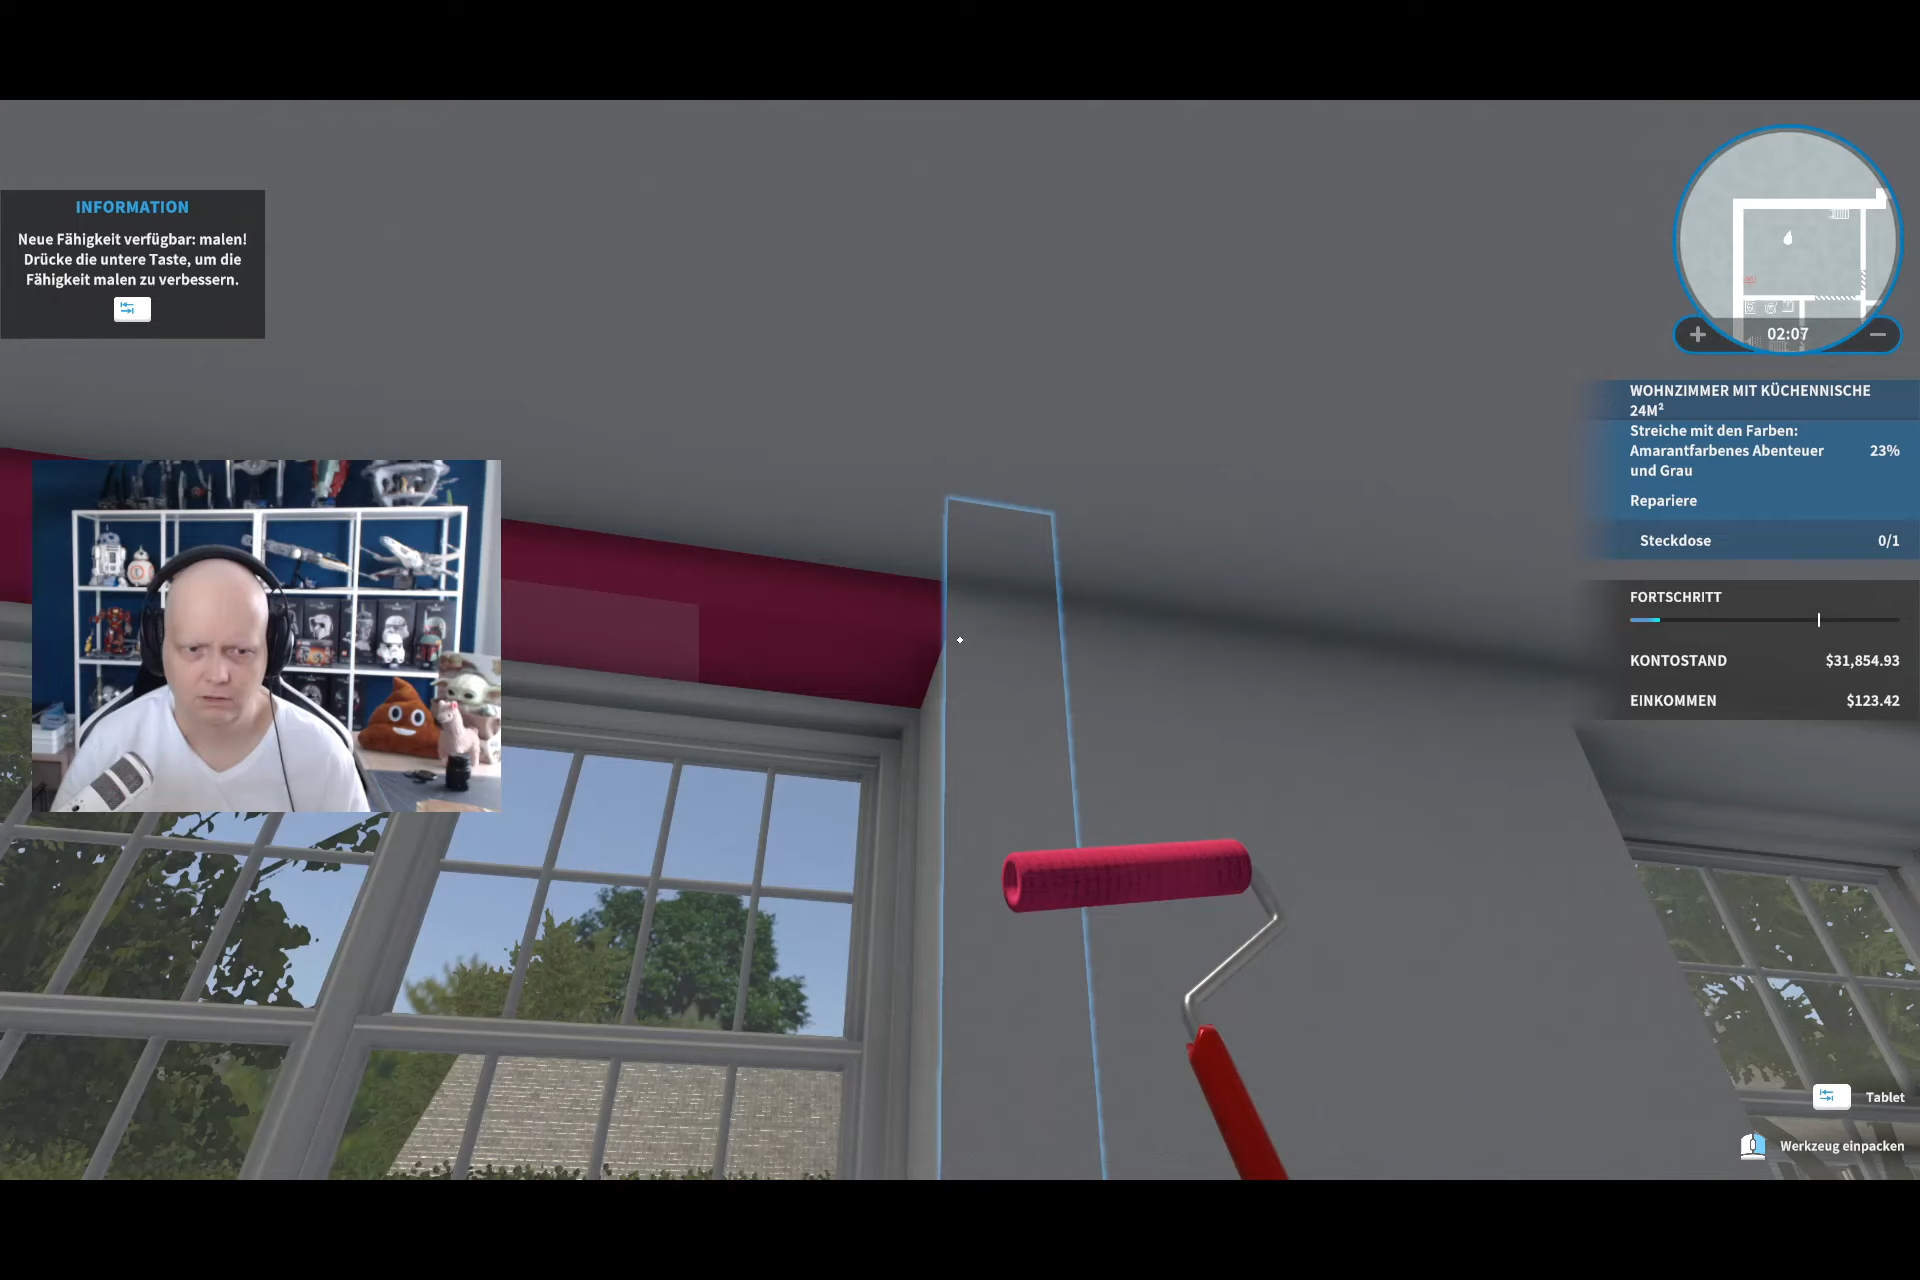 INFORMATION
Neue Fähigkeit verfügbar: malen!
Drücke die untere Taste, um die
Fähigkeit malen zu verbessern.
02:07
WOHNZIMMER MIT KÜCHENNISCHE
24M²
Streiche mit den Farben:
Amarantfarbenes Abenteuer 23%
und Grau
Repariere
Steckdose 0/1
FORTSCHRITT
KONTOSTAND $31,854.93
EINKOMMEN $123.42
Tablet
Werkzeug einpacken